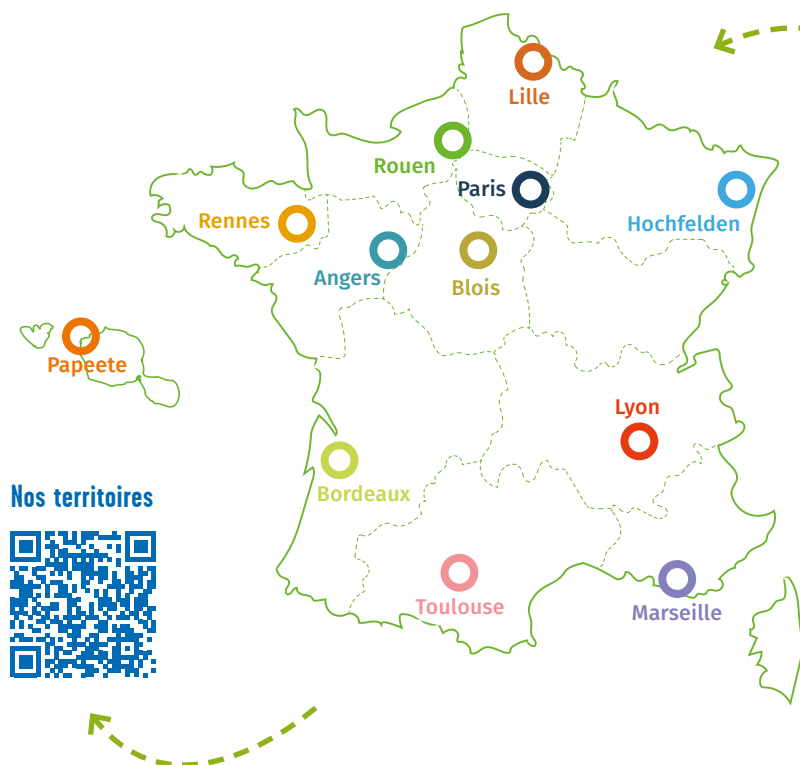 Lille
Rouen
Paris
Rennes
Hochfelden
Angers
Blois
Papeete
Lyon
Bordeaux
Nos territoires
Toulouse
Marseille